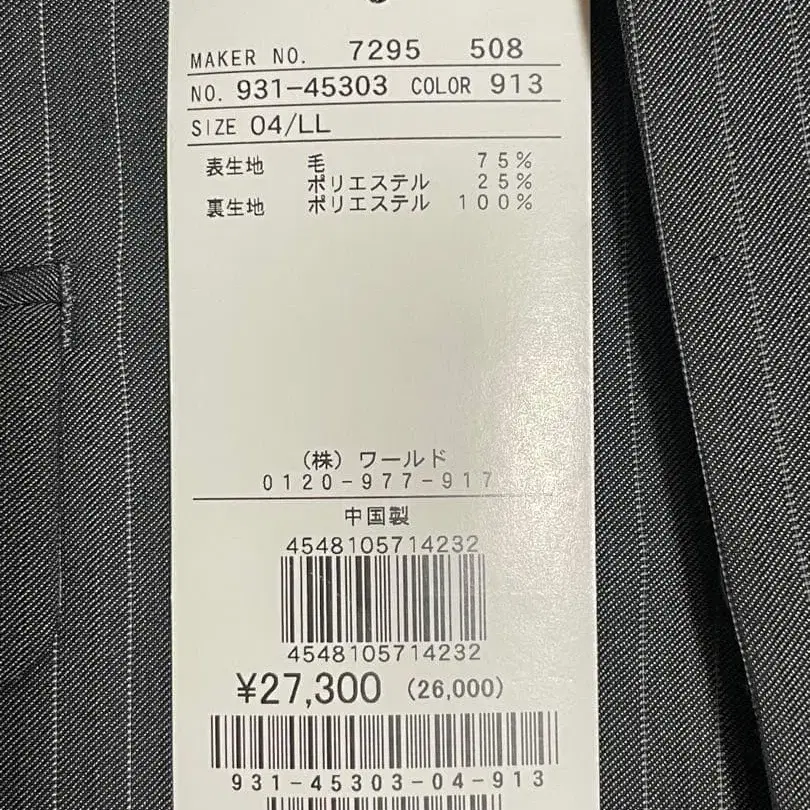 MAKER NO. 7295 508
NO. 931-45303 COLOR 913
SIZE 04/LL
表生地 毛 75%
ポリエステル 25%
裏生地 ポリエステル 100%
(株) ワールド
0120-977-917
中国製
4548105714232
4548105714232
¥27,300 (26,000)
931-45303-04-913